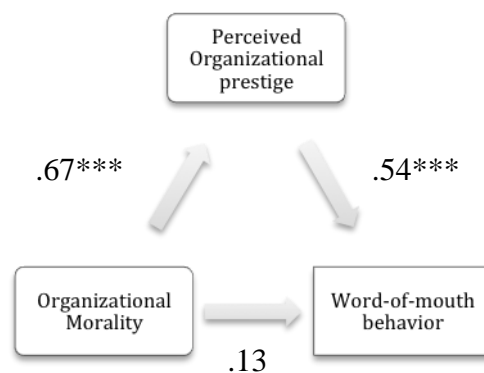 Perceived
Organizational
prestige
.67***
.54***
Organizational
Morality
Word-of-mouth
behavior
.13